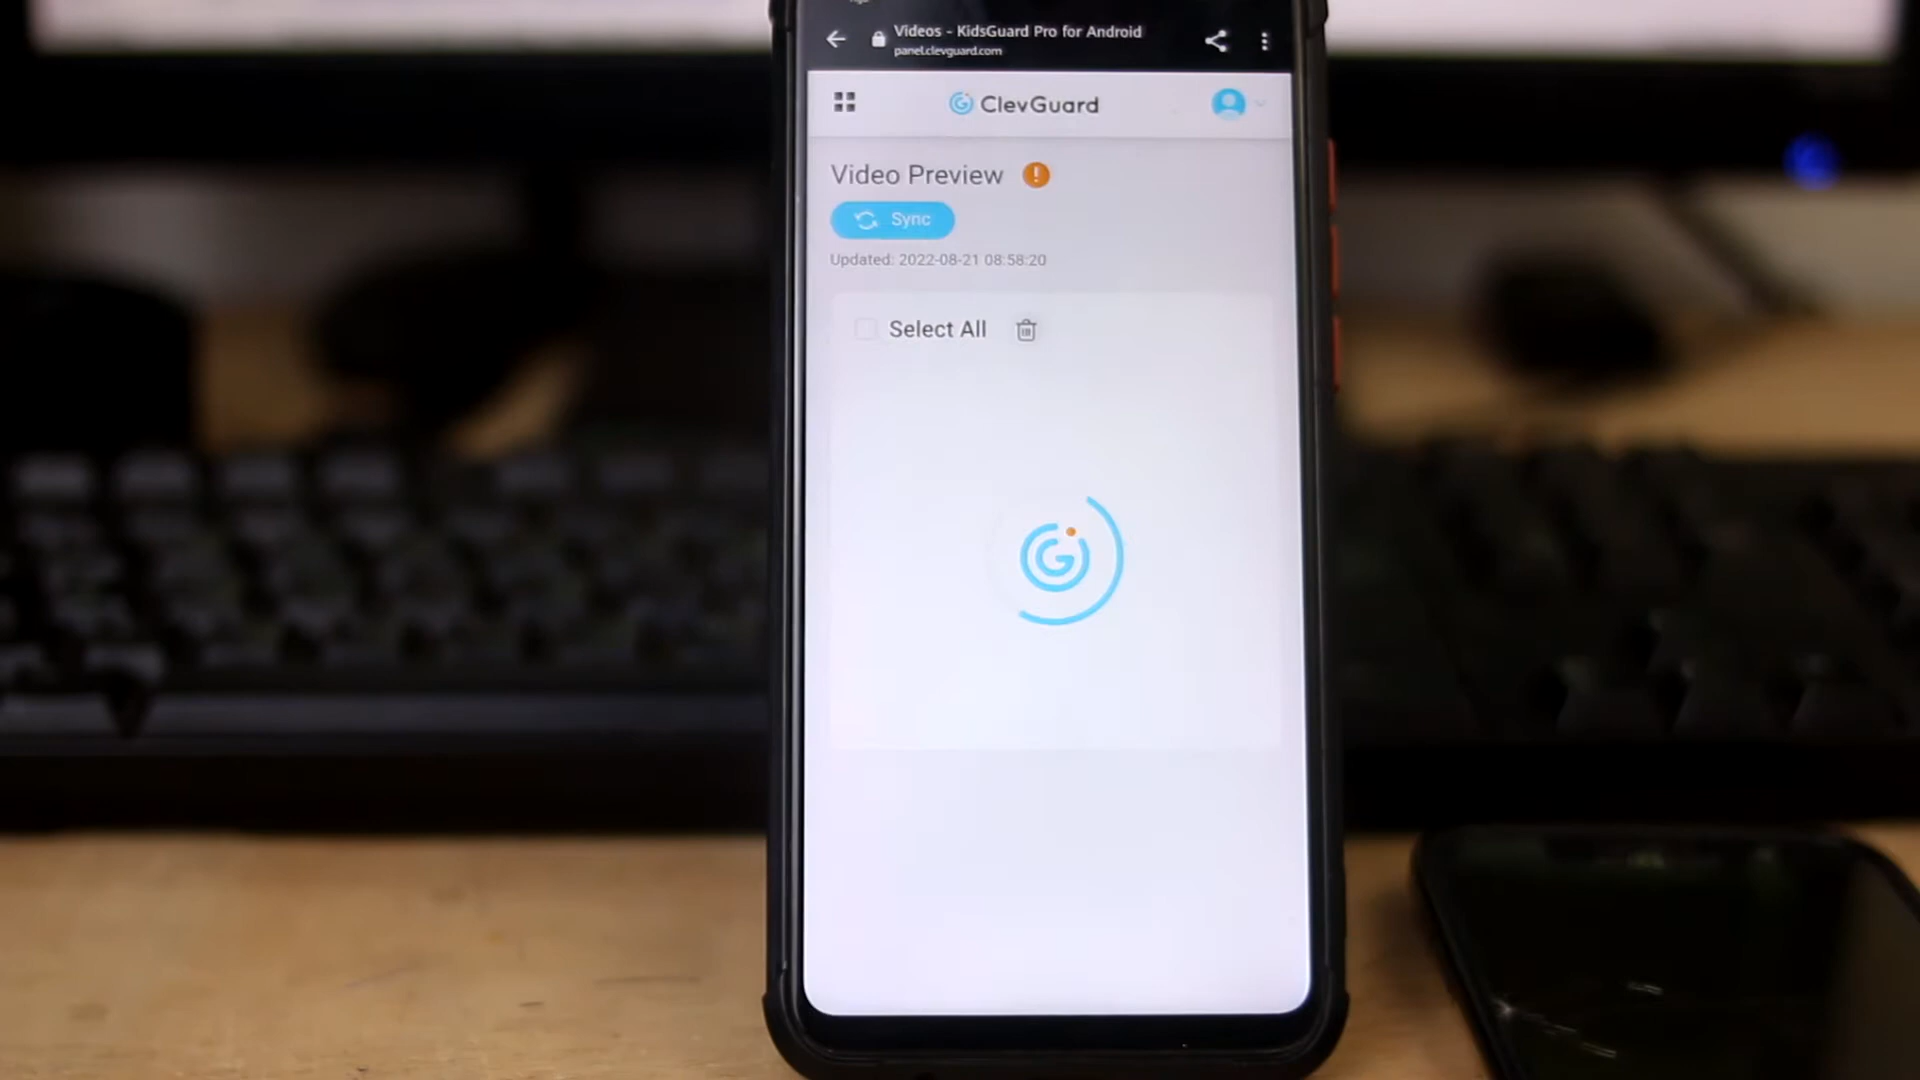 Videos - KidsGuard Pro for Android
panel.clevguard.com
ClevGuard
Video Preview
Sync
Updated: 2022-08-21 08:58:20
Select All